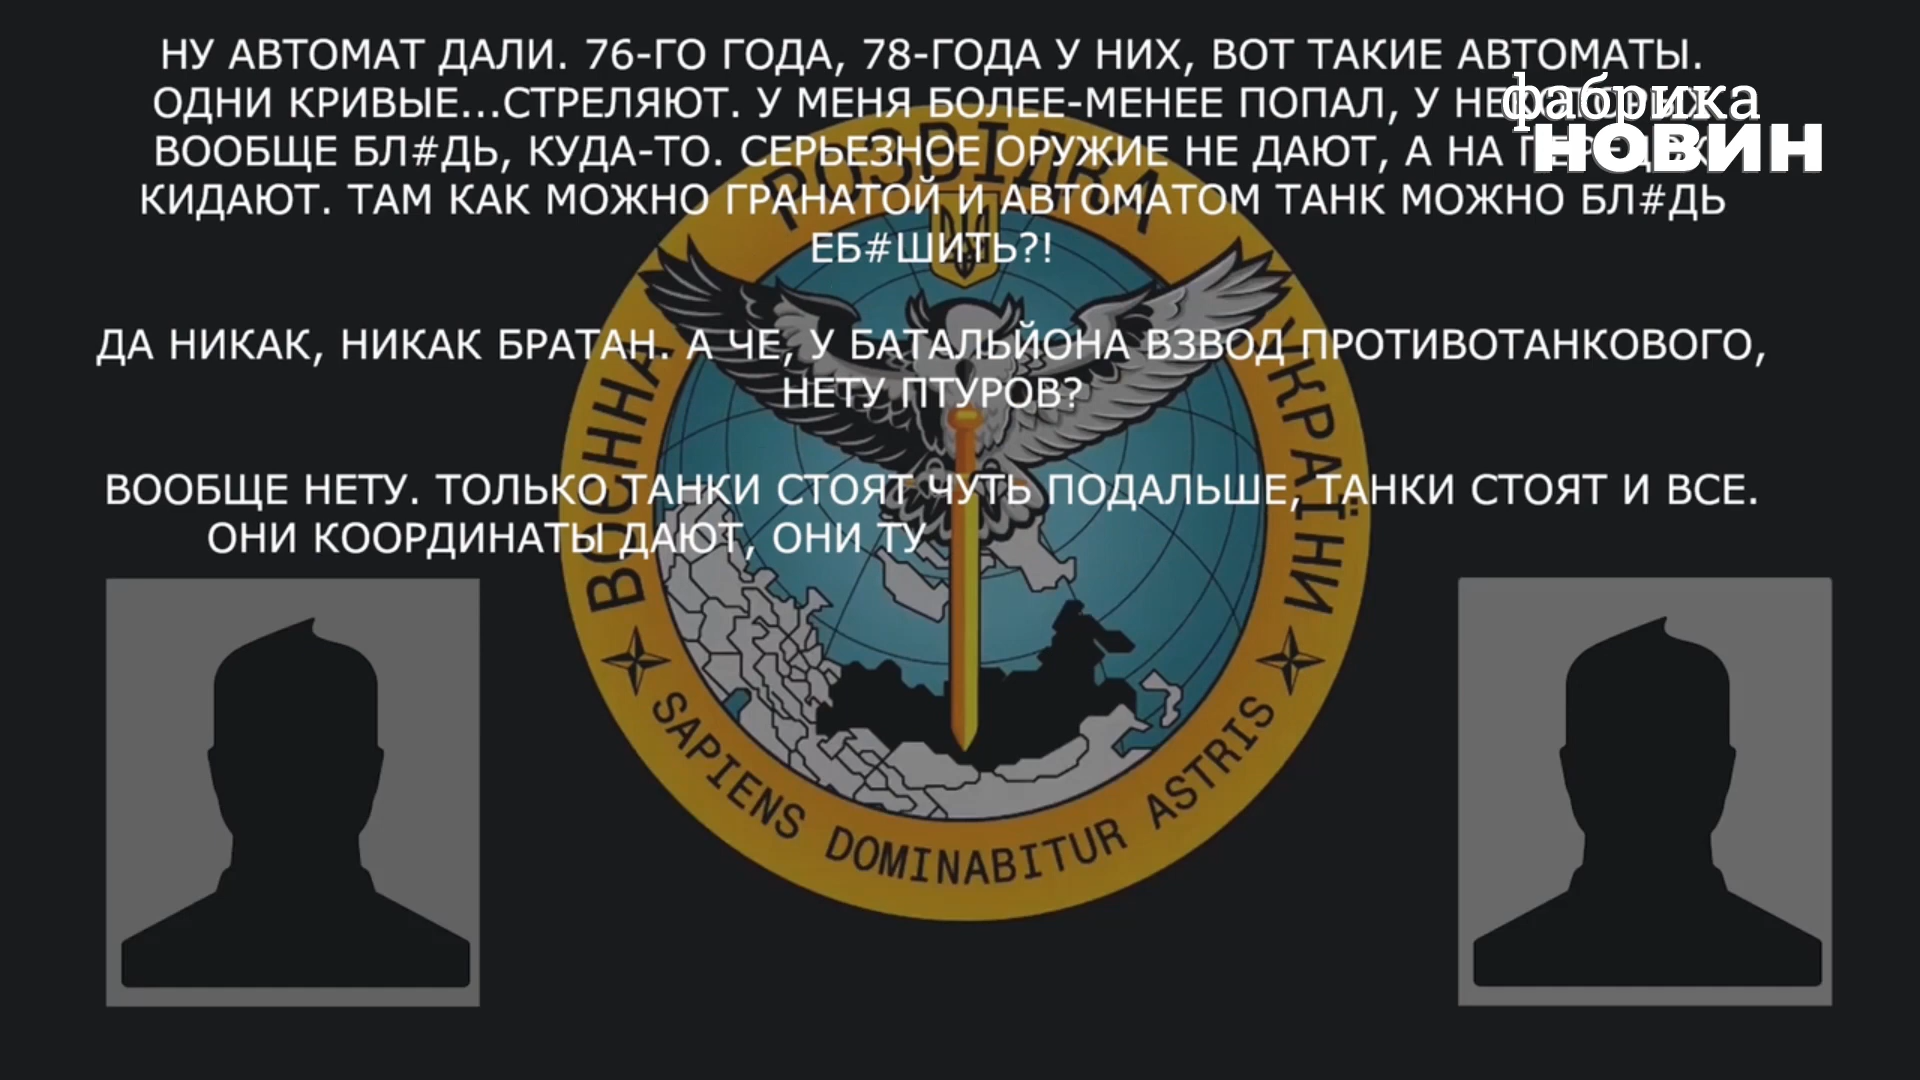 НУ АВТОМАТ ДАЛИ. 76-ГО ГОДА, 78-ГОДА У НИХ, ВОТ ТАКИЕ АВТОМАТЫ.
ОДНИ КРИВЫЕ...СТРЕЛЯЮТ. У МЕНЯ БОЛЕЕ-МЕНЕЕ ПОПАЛ, У
ВООБЩЕ БЛ#ДЬ, КУДА-ТО. СЕРЬЕЗНОЕ ОРУЖИЕ НЕ ДАЮТ, А НА
КИДАЮТ. ТАМ КАК МОЖНО ГРАНАТОЙ И АВТОМАТОМ ТАНК МОЖНО БЛ#ДЬ
ЕБ#ШИТЬ?!
ДА НИКАК, НИКАК БРАТАН. А ЧЕ, У БАТАЛЬЙОНА ВЗВОД ПРОТИВОТАНКОВОГО,
НЕТУ ПТУРОВ?
ВООБЩЕ НЕТУ. ТОЛЬКО ТАНКИ СТОЯТ ЧУТЬ ПОДАЛЬШЕ, ТАНКИ СТОЯТ И ВСЕ.
ОНИ КООРДИНАТЫ ДАЮТ, ОНИ ТУ
фабрика
новин
ВОЄННА РОЗВІДКА УКРАЇНИ
SAPIENS DOMINABITUR ASTRIS